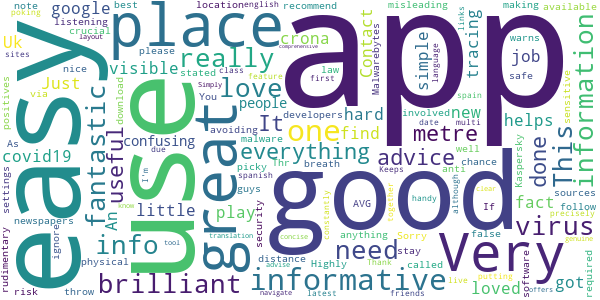 note
poking
sites
google
listening
crucial
layout
Uk
Just
positives
via
As
covid19
settings
newspapers
rudimentary
ignore
risk
physical
throw
easy
fantastic
know
An
useful
info
best
download
please
visible
You
confusing
due
I'm
little
tool
brilliant
use
place
location
english
really
stated
class
Simply
love
avoiding
malware
great
play
picky
guys
security
translation
recommend
crona
feature
law
first
people
It
developers
one
everything
Thr
breath
constantly
AVG
concise
distance
advise
navigate
need
informative
latest
friends
Highly
Thank
app
good
Very
misleading
Contact
Malwarebytes
hard
find
involved
date
metre
advice
anti
together
handy
Sorry
anything
stay
called
Keeps
although
simple
language
tracing
links
making
warns
job
safe
spain
new
multi
helps
well
chance
If
clear
false
live
putting
software
offers
available
information
sensitive
done
This
Kaspersky
fact
sources
follow
precisely
virus
genuine
loved
got
required
comprehensive
spanish